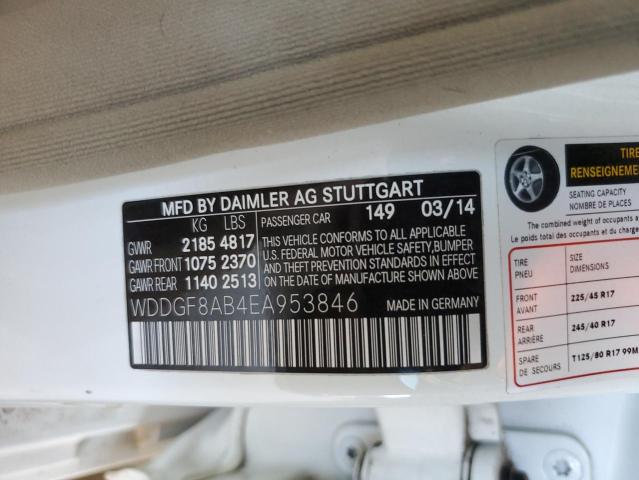 MFD BY DAIMLER AG STUTTGART
KG LBS PASSENGER CAR 149 03/14
GVWR 2185 4817
GAWR FRONT 1075 2370
GAWR REAR 1140 2513
THIS VEHICLE CONFORMS TO ALL APPLICABLE
U.S. FEDERAL MOTOR VEHICLE SAFETY,BUMPER
AND THEFT PREVENTION STANDARDS IN EFFECT
ON THE DATE OF MANUFACTURE SHOWN ABOVE
WDDGF8AB4EA953846 MADE IN GERMANY
TIRE
RENSEIGNEME
SEATING CAPACITY
NOMBRE DE PLACES
The combined weight of occupants a
Le poids total des occupants et du char
TIRE SIZE
PNEU DIMENSIONS
FRONT 225/45 R17
AVANT
REAR 245/40 R17
ARRIÈRE
SPARE T125/80 R17 99M
DE SECOURS